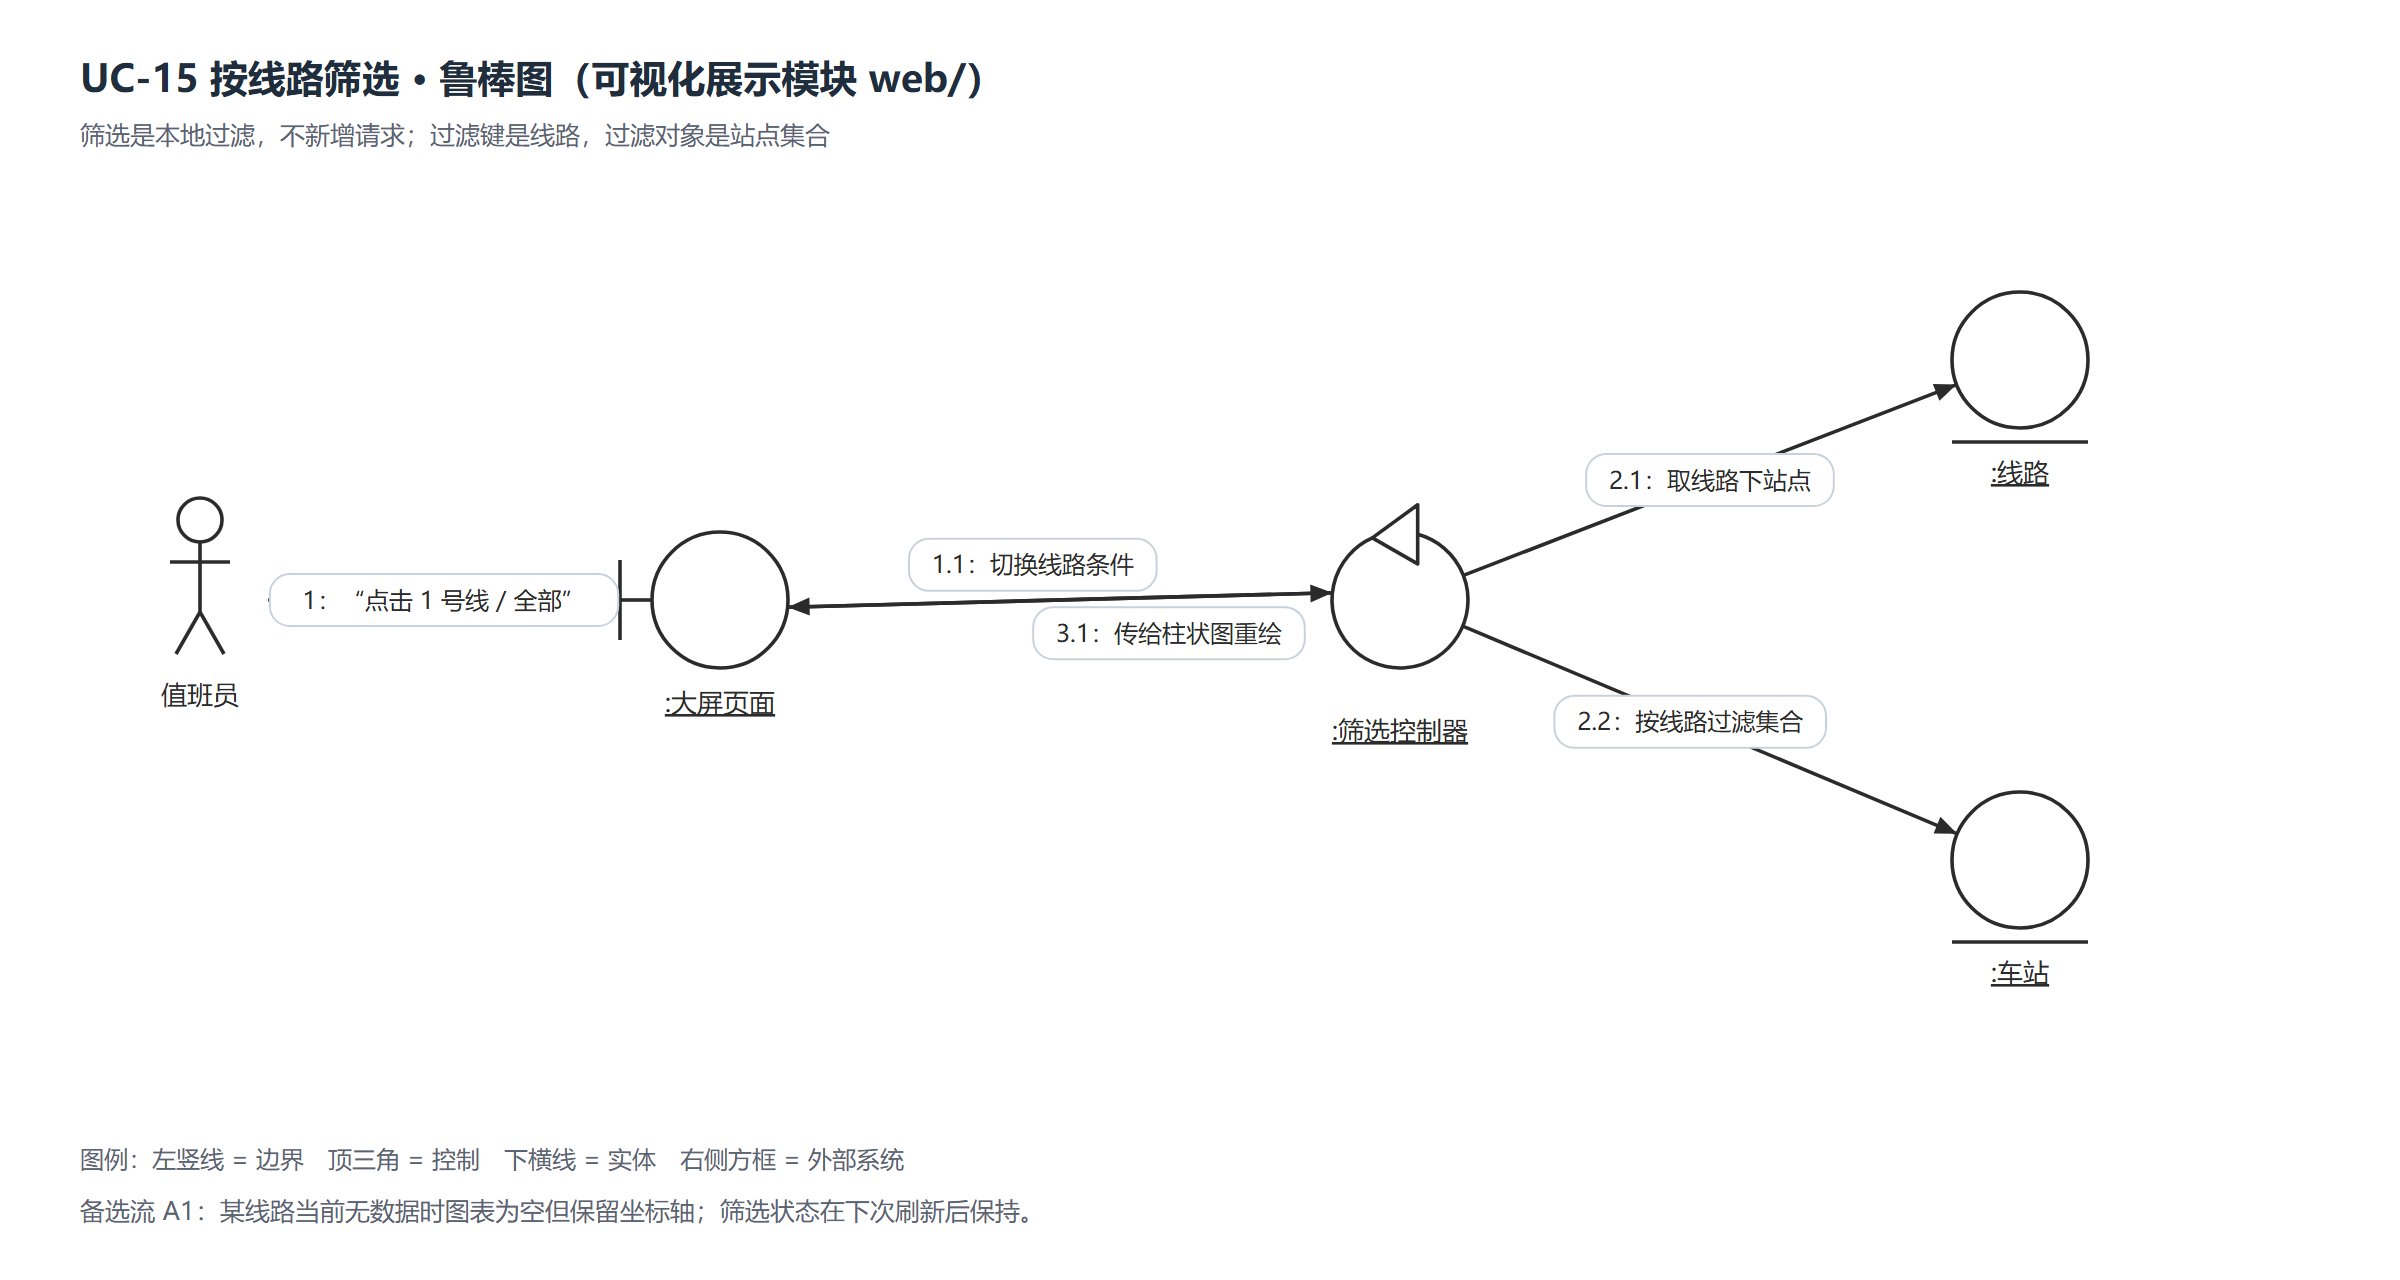 UC-15 按线路筛选 • 鲁棒图（可视化展示模块 web/）
筛选是本地过滤，不新增请求；过滤键是线路，过滤对象是站点集合
:线路
2.1：取线路下站点
1.1：切换线路条件
1：“点击 1 号线 / 全部”
3.1：传给柱状图重绘
值班员
:大屏页面
:筛选控制器
2.2：按线路过滤集合
:车站
图例：左竖线 = 边界　顶三角 = 控制　下横线 = 实体　右侧方框 = 外部系统
备选流 A1：某线路当前无数据时图表为空但保留坐标轴；筛选状态在下次刷新后保持。